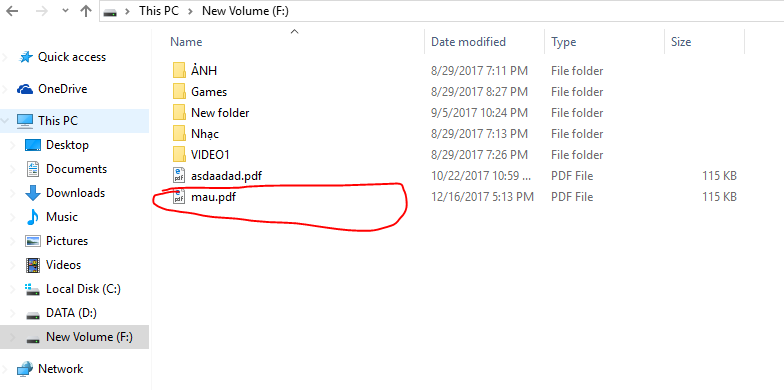 This PC > New Volume (F:)
Name Date modified Type Size
Quick access
OneDrive
This PC
Desktop
Documents
Downloads
Music
Pictures
Videos
Local Disk (C:)
DATA (D:)
New Volume (F:)
Network
ẢNH 8/29/2017 7:11 PM File folder
Games 8/29/2017 8:27 PM File folder
New folder 9/5/2017 10:24 PM File folder
Nhạc 8/29/2017 7:13 PM File folder
VIDEO1 8/29/2017 7:26 PM File folder
asdaadad.pdf 10/22/2017 10:59 ... PDF File 115 KB
mau.pdf 12/16/2017 5:13 PM PDF File 115 KB